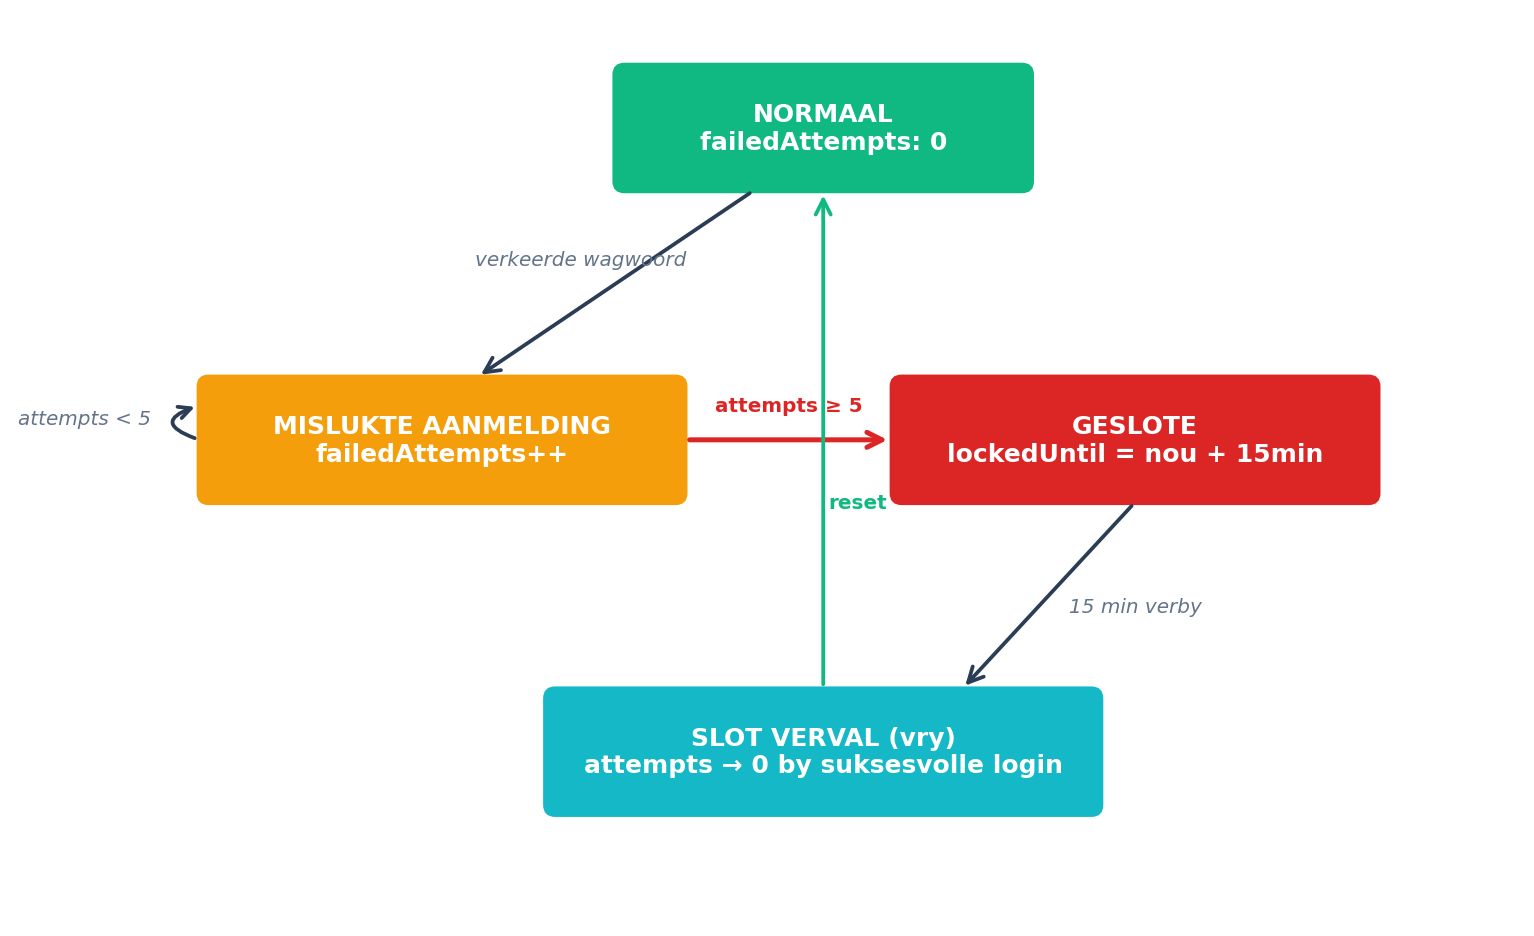 NORMAAL
failedAttempts: 0
verkeerde wagwoord
attempts < 5
MISLUKTE AANMELDING
failedAttempts++
attempts ≥ 5
GESLOTE
lockedUntil = nou + 15min
reset
15 min verby
SLOT VERVAL (vry)
attempts → 0 by suksesvolle login